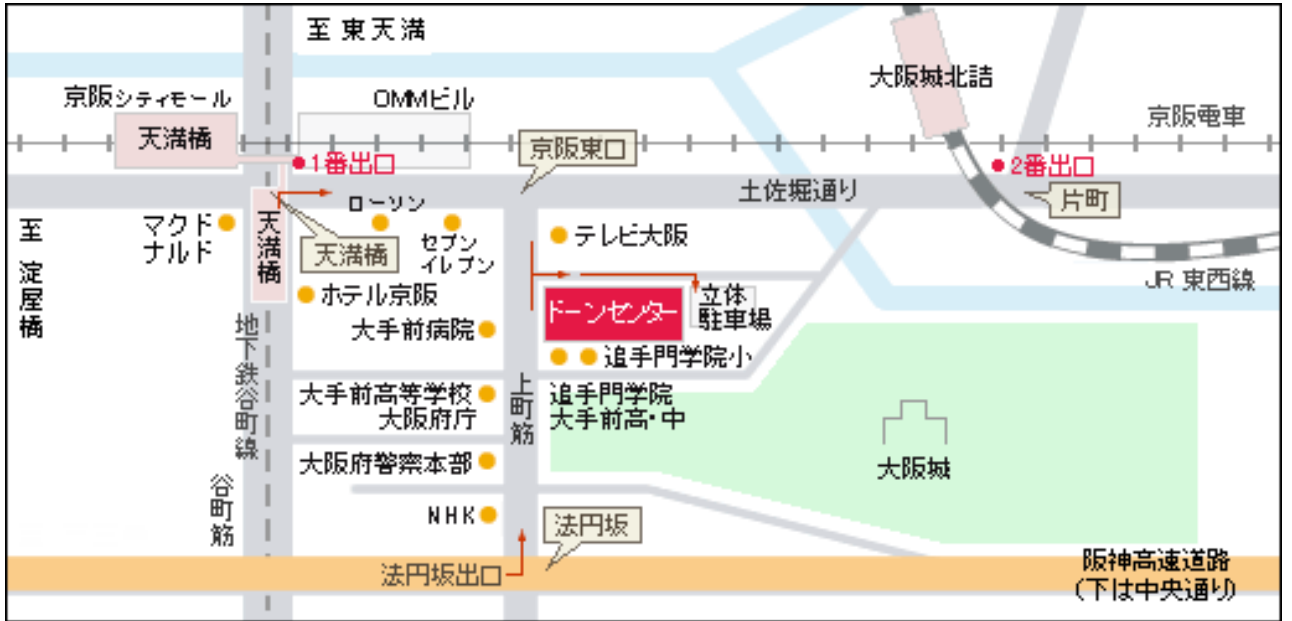 至 東天満
大阪城北詰
京阪シティモール
OMMビル
京阪電車
天満橋
京阪東口
1番出口
2番出口
土佐堀通り
片町
ローソン
至 淀屋橋
マクド
ナルド
天満橋
天満橋
セブン
イレブン
テレビ大阪
JR 東西線
ホテル京阪
ドーンセンター
立体
駐車場
地下鉄谷町線
大手前病院
追手門学院小
大手前高等学校
大阪府庁
上町筋
追手門学院
大手前高・中
大阪城
大阪府警察本部
谷町筋
NHK
法円坂
法円坂出口
阪神高速道路
(下は中央通り)